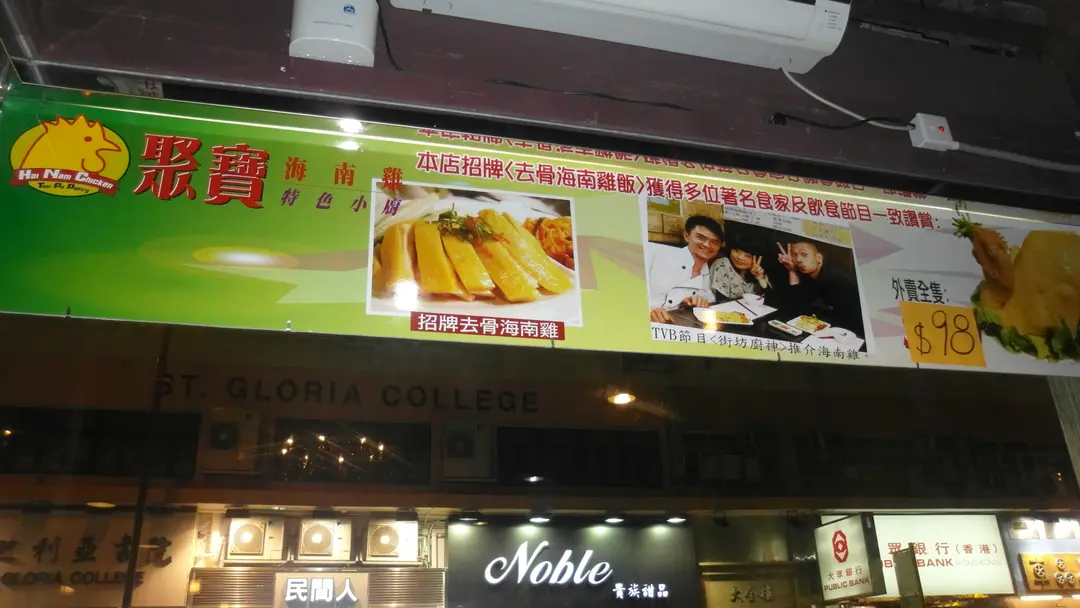 HAI NAM CHICKEN
聚寶
海南雞
特色小廚
本店招牌<去骨海南雞飯>獲得多位著名食家及飲食節目一致讚賞:
招牌去骨海南雞
TVB節目<街坊廚神>推介海南雞
外賣全隻:
$98
ST. GLORIA COLLEGE
GLORIA COLLEGE
民間人
Noble
貴族甜品
大眾銀行
PUBLIC BANK
眾銀行(香港)
BANK